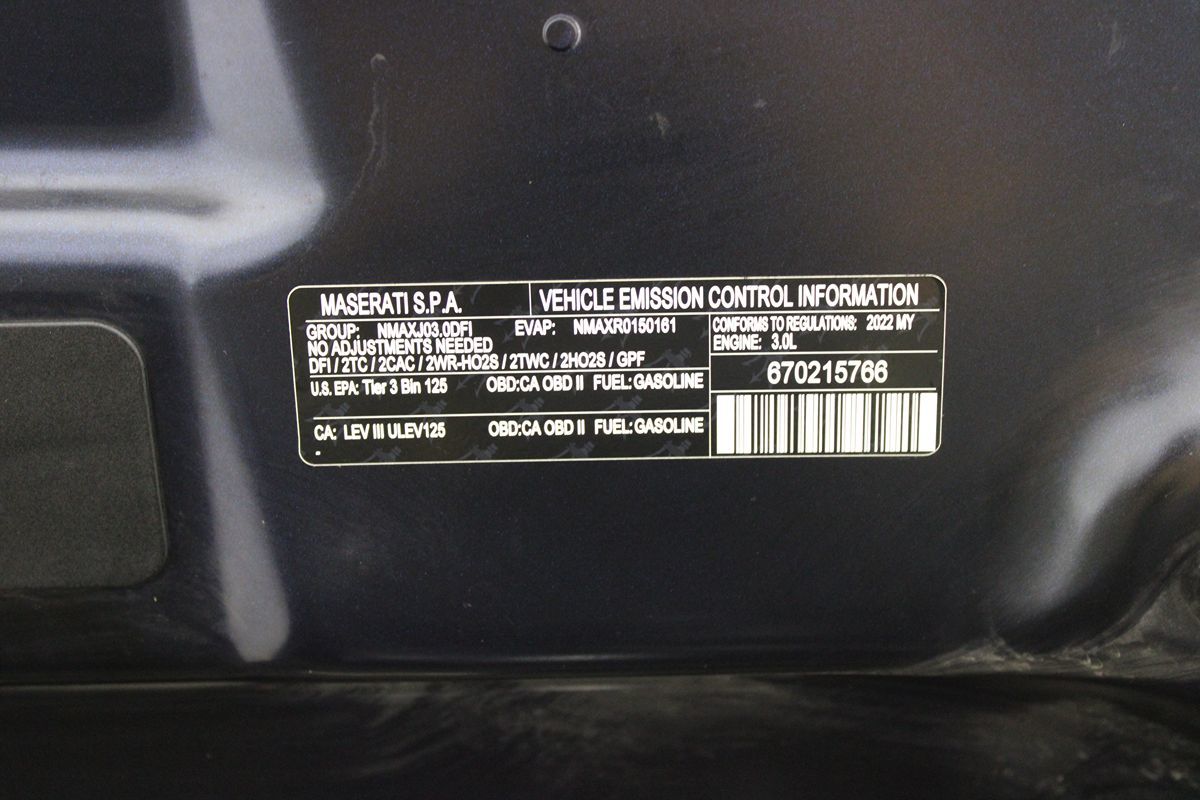 MASERATI S.P.A.
VEHICLE EMISSION CONTROL INFORMATION
GROUP: NMAXJ03.0DFI EVAP: NMAXR0150161
NO ADJUSTMENTS NEEDED
DFI / 2TC / 2CAC / 2WR-HO2S / 2TWC / 2HO2S / GPF
CONFORMS TO REGULATIONS: 2022 MY
ENGINE: 3.0L
670215766
U.S. EPA: Tier 3 Bin 125 OBD:CA OBD II FUEL:GASOLINE
CA: LEV III ULEV125 OBD:CA OBD II FUEL:GASOLINE